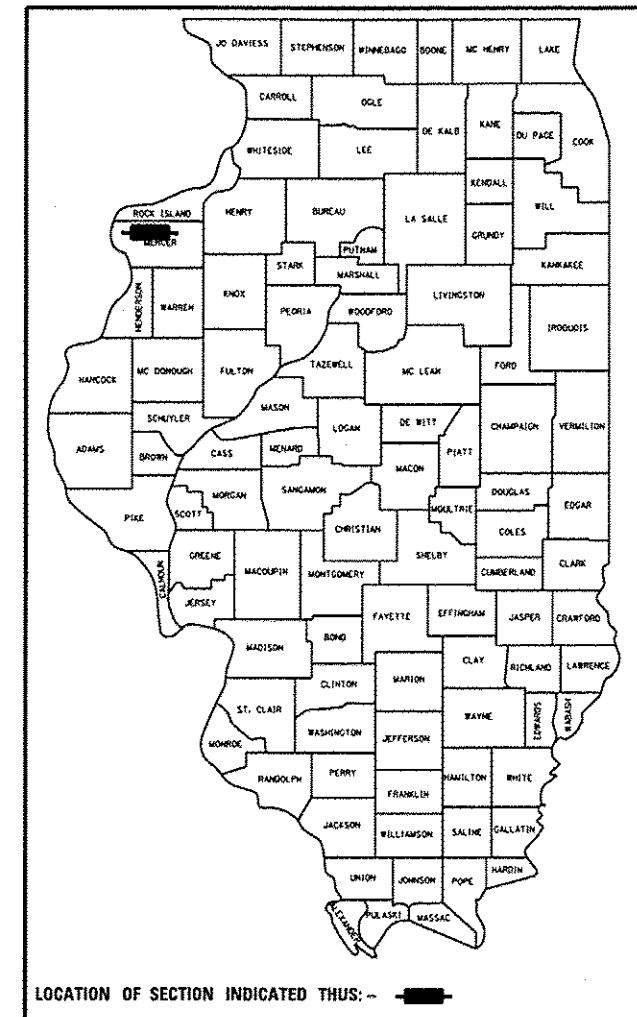 JO DAVIESS
STEPHENSON
WINNEBAGO
BOONE
MC HENRY
LAKE
CARROLL
OGLE
DE KALB
KANE
DU PAGE
COOK
WHITESIDE
LEE
KENDALL
WILL
ROCK ISLAND
HENRY
BUREAU
LA SALLE
GRUNDY
MERCER
PUTNAM
KANKAKEE
STARK
MARSHALL
HENDERSON
WARREN
KNOX
PEORIA
WOODFORD
LIVINGSTON
IROQUOIS
HANCOCK
MC DONOUGH
FULTON
TAZEWELL
MC LEAN
FORD
MASON
SCHUYLER
LOGAN
DE WITT
CHAMPAIGN
VERMILION
ADAMS
BROWN
CASS
MENARD
MACON
PIATT
PIKE
SCOTT
MORGAN
SANGAMON
MOULTRIE
DOUGLAS
EDGAR
CHRISTIAN
COLES
GREENE
SHELBY
CALHOUN
MACOUPIN
MONTGOMERY
CUMBERLAND
CLARK
JERSEY
FAYETTE
EFFINGHAM
JASPER
CRAWFORD
MADISON
BOND
CLAY
RICHLAND
LAWRENCE
CLINTON
MARION
ST. CLAIR
WAYNE
EDWARDS
WABASH
WASHINGTON
JEFFERSON
MONROE
RANDOLPH
PERRY
HAMILTON
WHITE
FRANKLIN
JACKSON
WILLIAMSON
SALINE
GALLATIN
UNION
JOHNSON
POPE
HARDIN
ALEXANDER
PULASKI
MASSAC
LOCATION OF SECTION INDICATED THUS: -